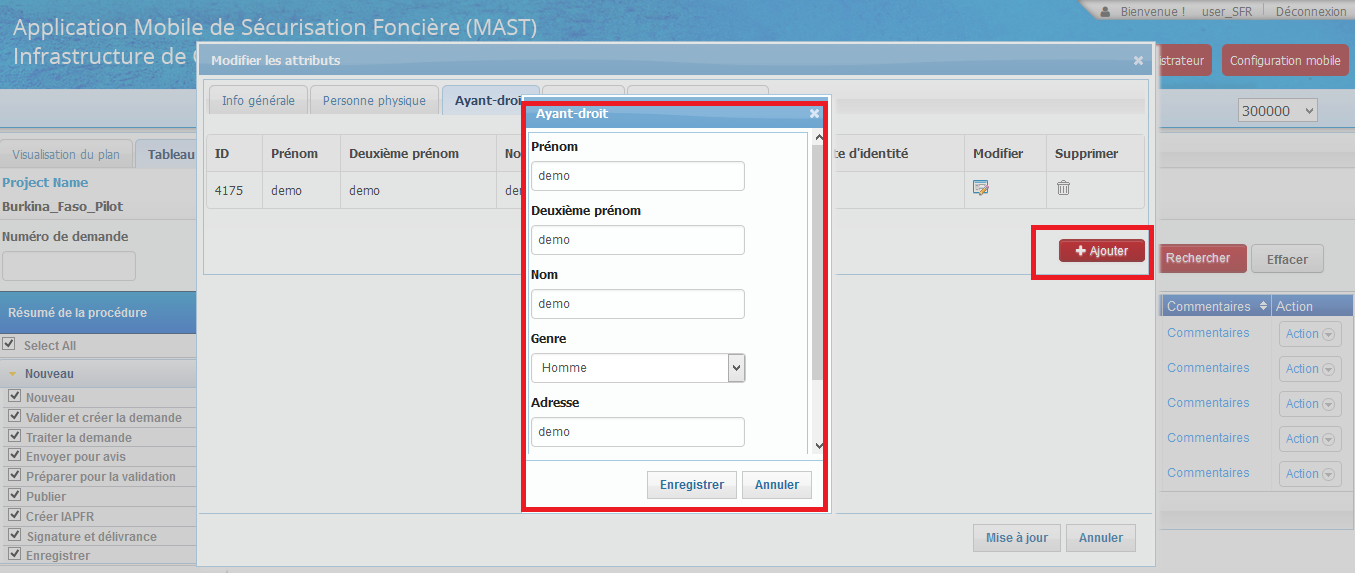 Bienvenue ! user_SFR Déconnexion
Application Mobile de Sécurisation Foncière (MAST)
Infrastructure de
Configuration mobile
300000
Visualisation du plan Tableau
Project Name
Burkina_Faso_Pilot
Numéro de demande
Résumé de la procédure
Select All
Nouveau
Nouveau
Valider et créer la demande
Traiter la demande
Envoyer pour avis
Préparer pour la validation
Publier
Créer IAPFR
Signature et délivrance
Enregistrer
Modifier les attributs
Info générale Personne physique Ayant-droi
ID Prénom Deuxième prénom No d'identité Modifier Supprimer
4175 demo demo
Ajouter
Ayant-droit
Prénom
demo
Deuxième prénom
demo
Nom
demo
Genre
Homme
Adresse
demo
Enregistrer Annuler
Mise à jour Annuler
Rechercher Effacer
Commentaires Action
Commentaires Action
Commentaires Action
Commentaires Action
Commentaires Action
Commentaires Action